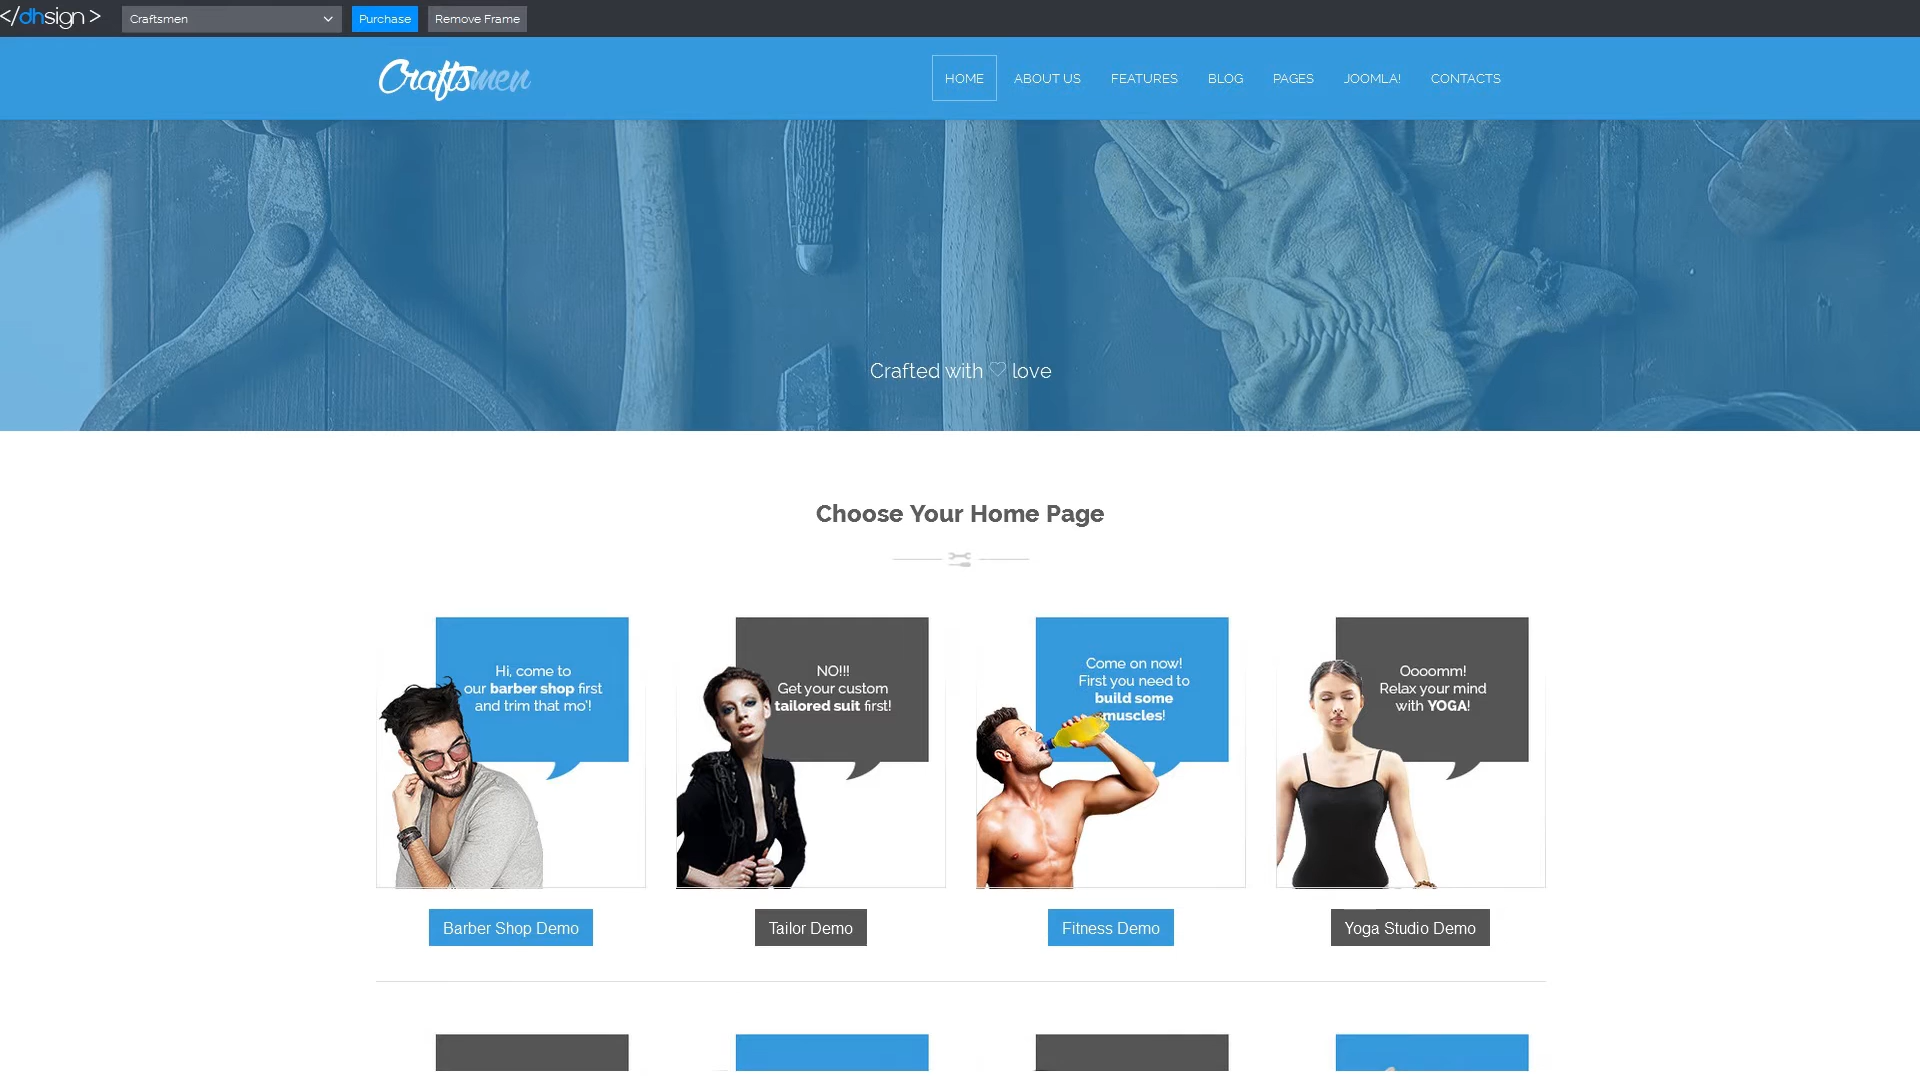 </dhsign>
Craftsmen
Purchase
Remove Frame
Craftsmen
HOME
ABOUT US
FEATURES
BLOG
PAGES
JOOMLA!
CONTACTS
Crafted with ♡ love
Choose Your Home Page
Hi, come to
our barber shop first
and trim that mo'!
NO!!!
Get your custom
tailored suit first!
Come on now!
First you need to
build some
muscles!
Oooomm!
Relax your mind
with YOGA!
Barber Shop Demo
Tailor Demo
Fitness Demo
Yoga Studio Demo